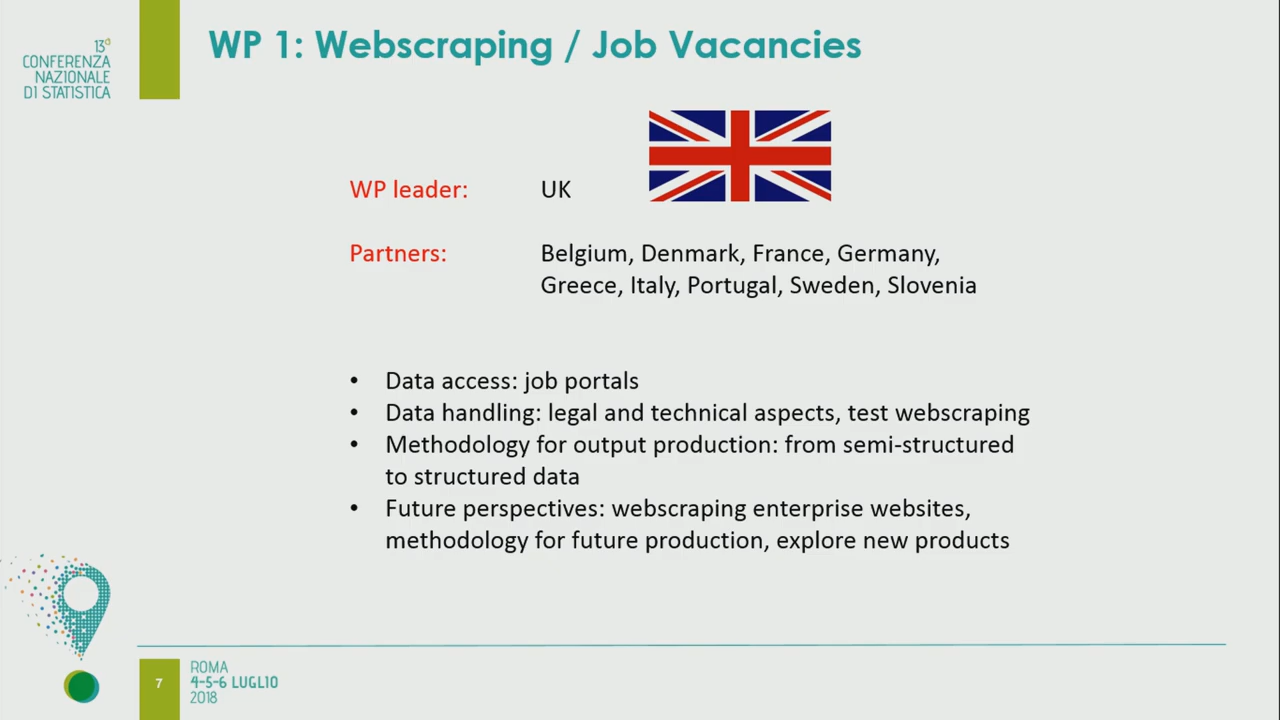 13°
CONFERENZA
NAZIONALE
DI STATISTICA
WP 1: Webscraping / Job Vacancies
WP leader: UK
Partners: Belgium, Denmark, France, Germany,
Greece, Italy, Portugal, Sweden, Slovenia
• Data access: job portals
• Data handling: legal and technical aspects, test webscraping
• Methodology for output production: from semi-structured
to structured data
• Future perspectives: webscraping enterprise websites,
methodology for future production, explore new products
7
ROMA
4-5-6 LUGLIO
2018